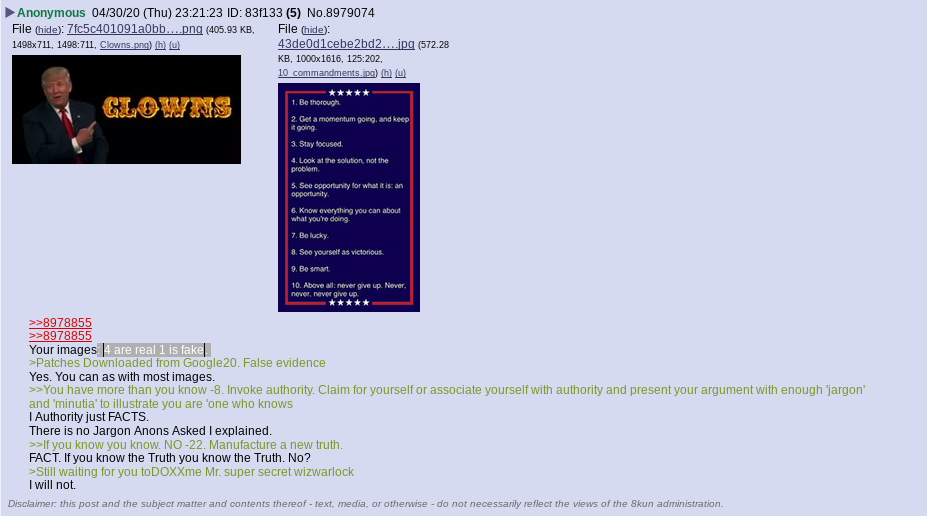 Anonymous 04/30/20 (Thu) 23:21:23 ID: 83f133 (5) No.8979074
File (hide): 7fc5c401091a0bb….png (405.93 KB,
1498x711, 1498:711, Clowns.png) (h) (u)
CLOWNS
File (hide):
43de0d1cebe2bd2….jpg (572.28
KB, 1000x1616, 125:202,
10_commandments.jpg) (h) (u)
1. Be thorough.
2. Get a momentum going, and keep
it going.
3. Stay focused.
4. Look at the solution, not the
problem.
5. See opportunity for what it is: an
opportunity.
6. Know everything you can about
what you're doing.
7. Be lucky.
8. See yourself as victorious.
9. Be smart.
10. Above all: never give up. Never,
never, never give up.
>>8978855
>>8978855
Your images: [4 are real 1 is fake].
>Patches Downloaded from Google20. False evidence
Yes. You can as with most images.
>>You have more than you know -8. Invoke authority. Claim for yourself or associate yourself with authority and present your argument with enough 'jargon'
and 'minutia' to illustrate you are 'one who knows
I Authority just FACTS.
There is no Jargon Anons Asked I explained.
>>If you know you know. NO -22. Manufacture a new truth.
FACT. If you know the Truth you know the Truth. No?
>Still waiting for you toDOXXme Mr. super secret wizwarlock
I will not.
Disclaimer: this post and the subject matter and contents thereof - text, media, or otherwise - do not necessarily reflect the views of the 8kun administration.